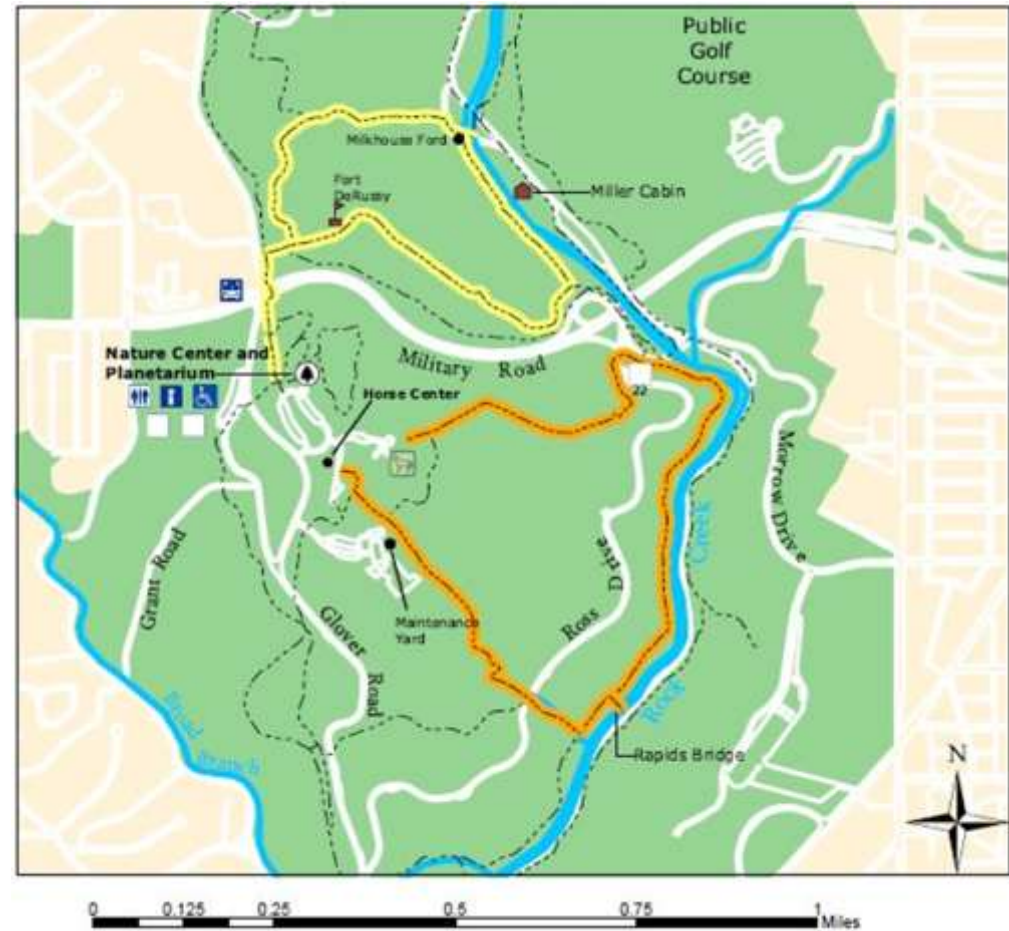 Public
Golf
Course
Milkhouse Ford
Fort
DeRussy
Miller Cabin
Nature Center and
Planetarium
Military Road
Horse Center
22
Morrow Drive
Grant Road
Glover
Road
Maintenance
Yard
Ross Drive
Rock Creek
Broad Branch
Rapids Bridge
N
0 0.125 0.25 0.5 0.75 1
Miles